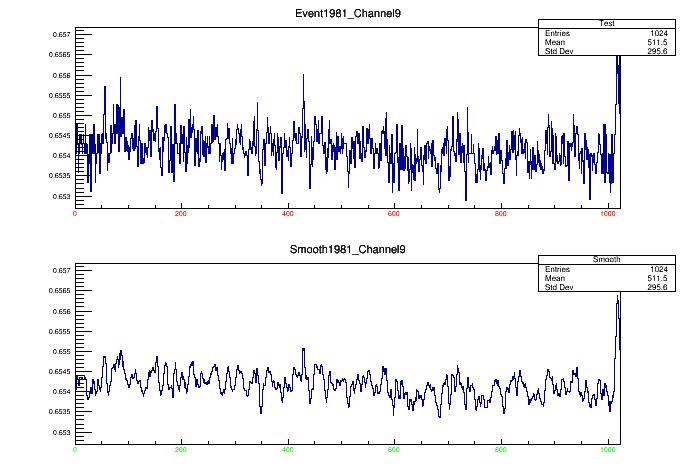 Event1981_Channel9
Test
Entries 1024
Mean 511.5
Std Dev 295.6
0.657
0.6565
0.656
0.6555
0.655
0.6545
0.654
0.6535
0.653
0 200 400 600 800 1000
Smooth1981_Channel9
Smooth
Entries 1024
Mean 511.5
Std Dev 295.6
0.657
0.6565
0.656
0.6555
0.655
0.6545
0.654
0.6535
0.653
0 200 400 600 800 1000